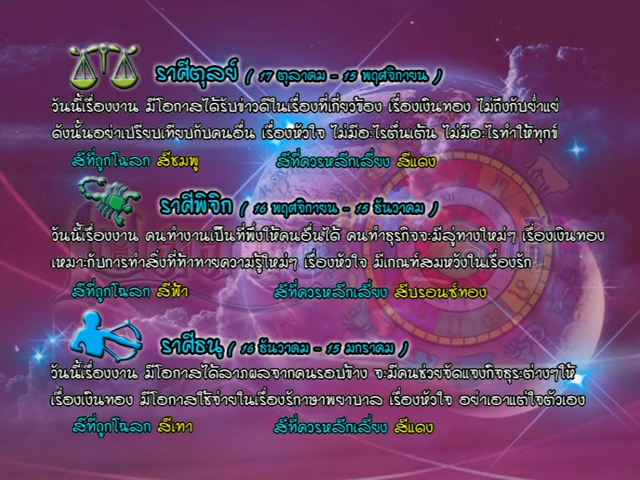 ราศีตุลย์ ( 17 ตุลาคม - 15 พฤศจิกายน )
วันนี้เรื่องงาน มีโอกาสได้รับข่าวดีในเรื่องที่เกี่ยวข้อง เรื่องเงินทอง ไม่ถึงกับย่ำแย่
ดังนั้นอย่าเปรียบเทียบกับคนอื่น เรื่องหัวใจ ไม่มีอะไรตื่นเต้น ไม่มีอะไรทำให้ทุกข์
สีที่ถูกโฉลก สีชมพู สีที่ควรหลีกเลี่ยง สีแดง
ราศีพิจิก ( 16 พฤศจิกายน - 15 ธันวาคม )
วันนี้เรื่องงาน คนทำงานเป็นที่พึ่งให้คนอื่นได้ คนทำธุรกิจจะมีลู่ทางใหม่ๆ เรื่องเงินทอง
เหมาะกับการทำสิ่งที่ท้าทายความรู้ใหม่ๆ เรื่องหัวใจ มีเกณฑ์สมหวังในเรื่องรัก
สีที่ถูกโฉลก สีฟ้า สีที่ควรหลีกเลี่ยง สีบรอนซ์ทอง
ราศีธนู ( 16 ธันวาคม - 15 มกราคม )
วันนี้เรื่องงาน มีโอกาสได้ลาภผลจากคนรอบข้าง จะมีคนช่วยจัดแจงกิจธุระต่างๆให้
เรื่องเงินทอง มีโอกาสใช้จ่ายในเรื่องรักาษาพยาบาล เรื่องหัวใจ อย่าเอาแต่ใจตัวเอง
สีที่ถูกโฉลก สีเทา สีที่ควรหลีกเลี่ยง สีแดง